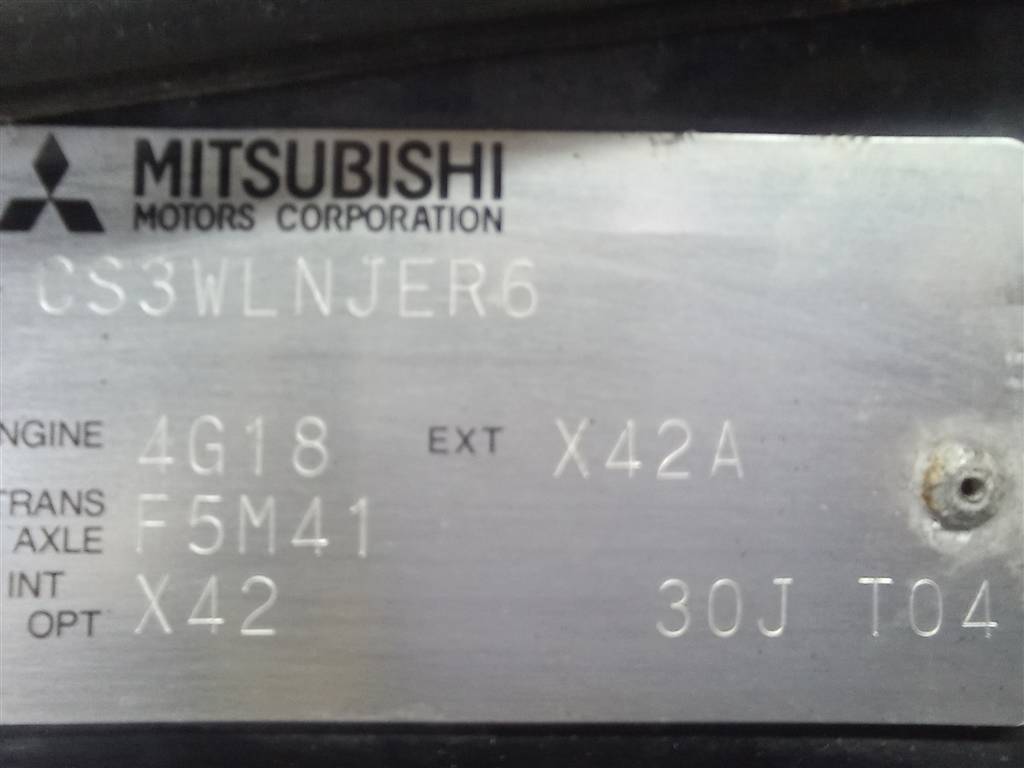 MITSUBISHI
MOTORS CORPORATION
CS3WLNJER6
NGINE 4G18 EXT X42A
TRANS
AXLE F5M41
INT
OPT X42 30J T04